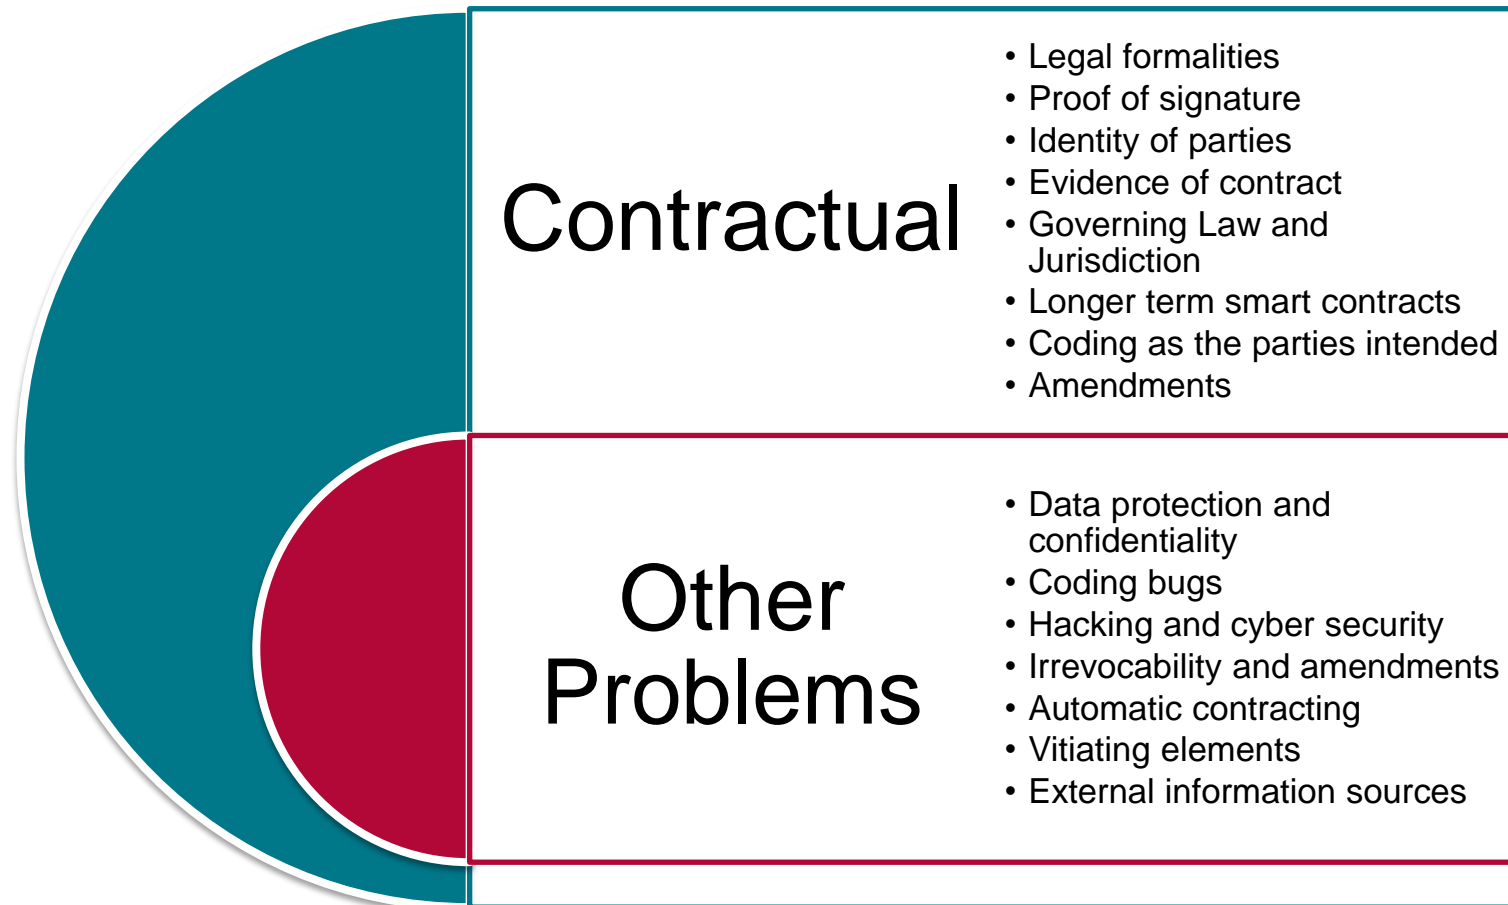 Contractual
• Legal formalities
• Proof of signature
• Identity of parties
• Evidence of contract
• Governing Law and
Jurisdiction
• Longer term smart contracts
• Coding as the parties intended
• Amendments
Other
Problems
• Data protection and
confidentiality
• Coding bugs
• Hacking and cyber security
• Irrevocability and amendments
• Automatic contracting
• Vitiating elements
• External information sources